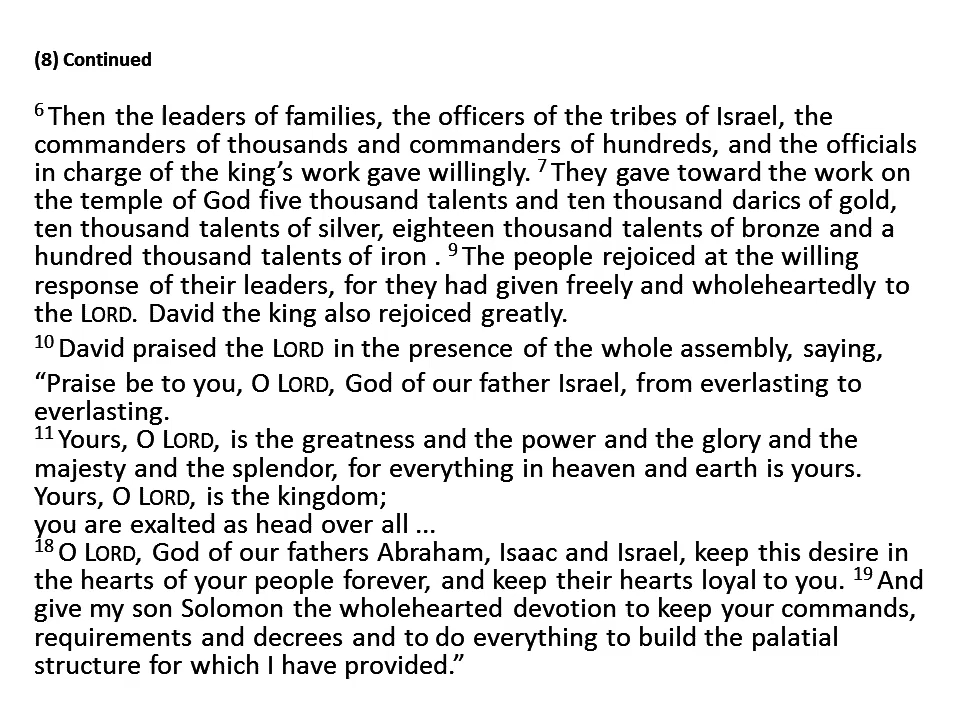 (8) Continued
6 Then the leaders of families, the officers of the tribes of Israel, the
commanders of thousands and commanders of hundreds, and the officials
in charge of the king’s work gave willingly. 7 They gave toward the work on
the temple of God five thousand talents and ten thousand darics of gold,
ten thousand talents of silver, eighteen thousand talents of bronze and a
hundred thousand talents of iron . 9 The people rejoiced at the willing
response of their leaders, for they had given freely and wholeheartedly to
the LORD. David the king also rejoiced greatly.
10 David praised the LORD in the presence of the whole assembly, saying,
“Praise be to you, O LORD, God of our father Israel, from everlasting to
everlasting.
11 Yours, O LORD, is the greatness and the power and the glory and the
majesty and the splendor, for everything in heaven and earth is yours.
Yours, O LORD, is the kingdom;
you are exalted as head over all ...
18 O LORD, God of our fathers Abraham, Isaac and Israel, keep this desire in
the hearts of your people forever, and keep their hearts loyal to you. 19 And
give my son Solomon the wholehearted devotion to keep your commands,
requirements and decrees and to do everything to build the palatial
structure for which I have provided.”